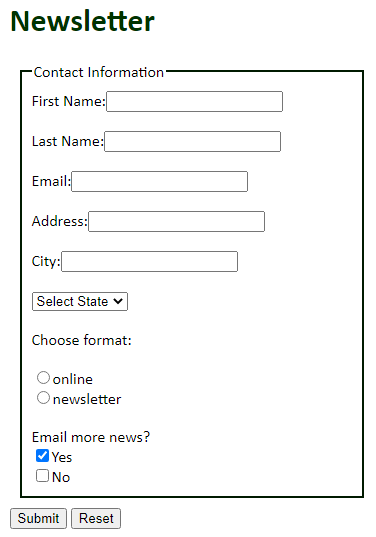 Newsletter
Contact Information
First Name:
Last Name:
Email:
Address:
City:
Select State
Choose format:
online
newsletter
Email more news?
Yes
No
Submit Reset